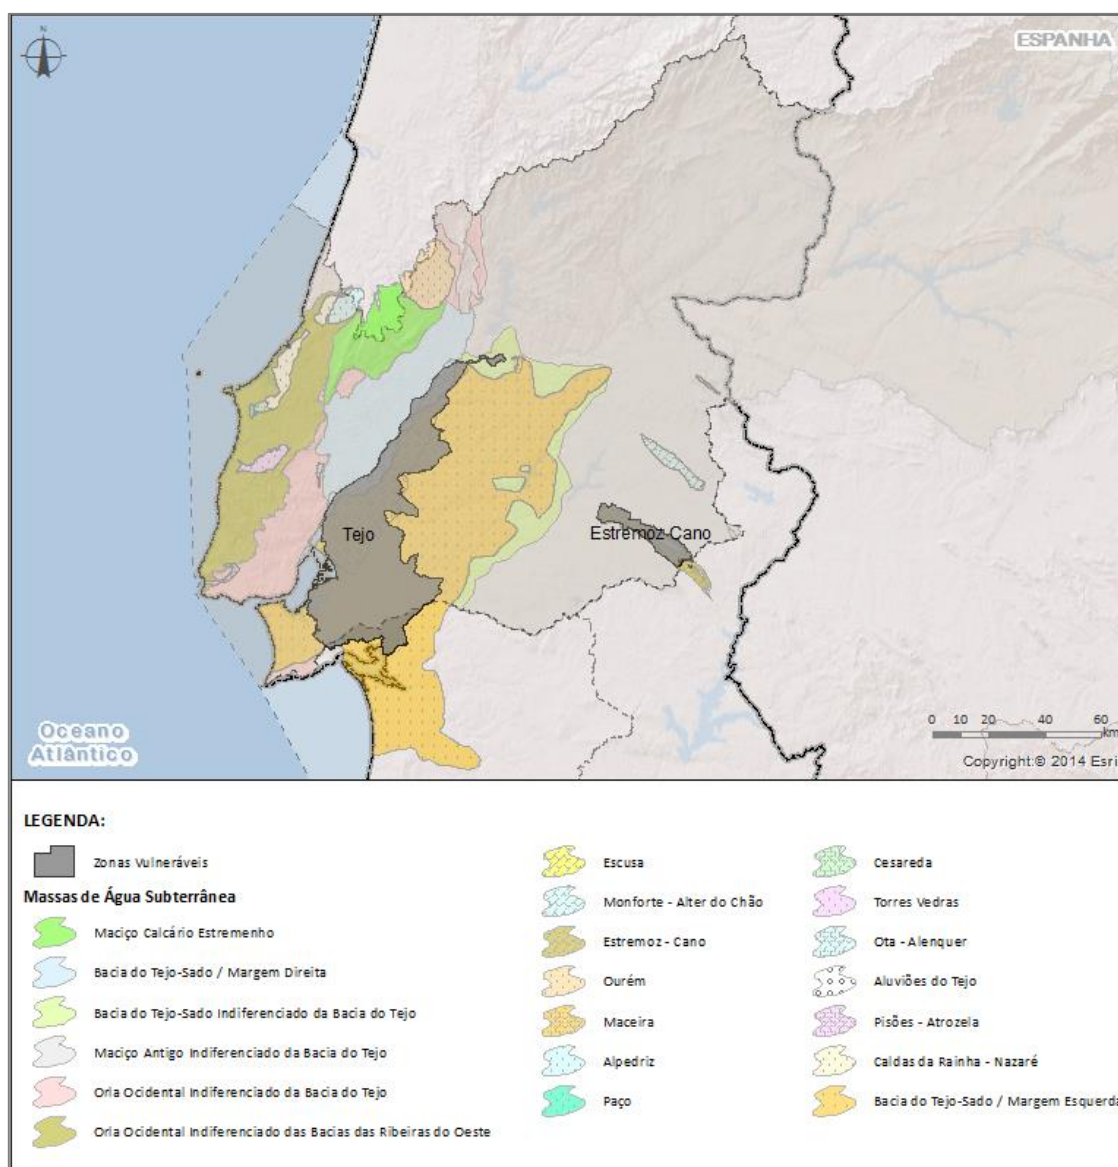 N
ESPANHA
Tejo
Estremoz-Cano
Oceano
Atlântico
0 10 20 40 60
km
Copyright:© 2014 Esri
LEGENDA:
Zonas Vulneráveis
Massas de Água Subterrânea
Maciço Calcário Estremenho
Bacia do Tejo-Sado / Margem Direita
Bacia do Tejo-Sado Indiferenciado da Bacia do Tejo
Maciço Antigo Indiferenciado da Bacia do Tejo
Orla Ocidental Indiferenciado da Bacia do Tejo
Orla Ocidental Indiferenciado das Bacias das Ribeiras do Oeste
Escusa
Monforte - Alter do Chão
Estremoz - Cano
Ourém
Maceira
Alpedriz
Paço
Cesareda
Torres Vedras
Ota - Alenquer
Aluviões do Tejo
Pisões - Atrozela
Caldas da Rainha - Nazaré
Bacia do Tejo-Sado / Margem Esquerda